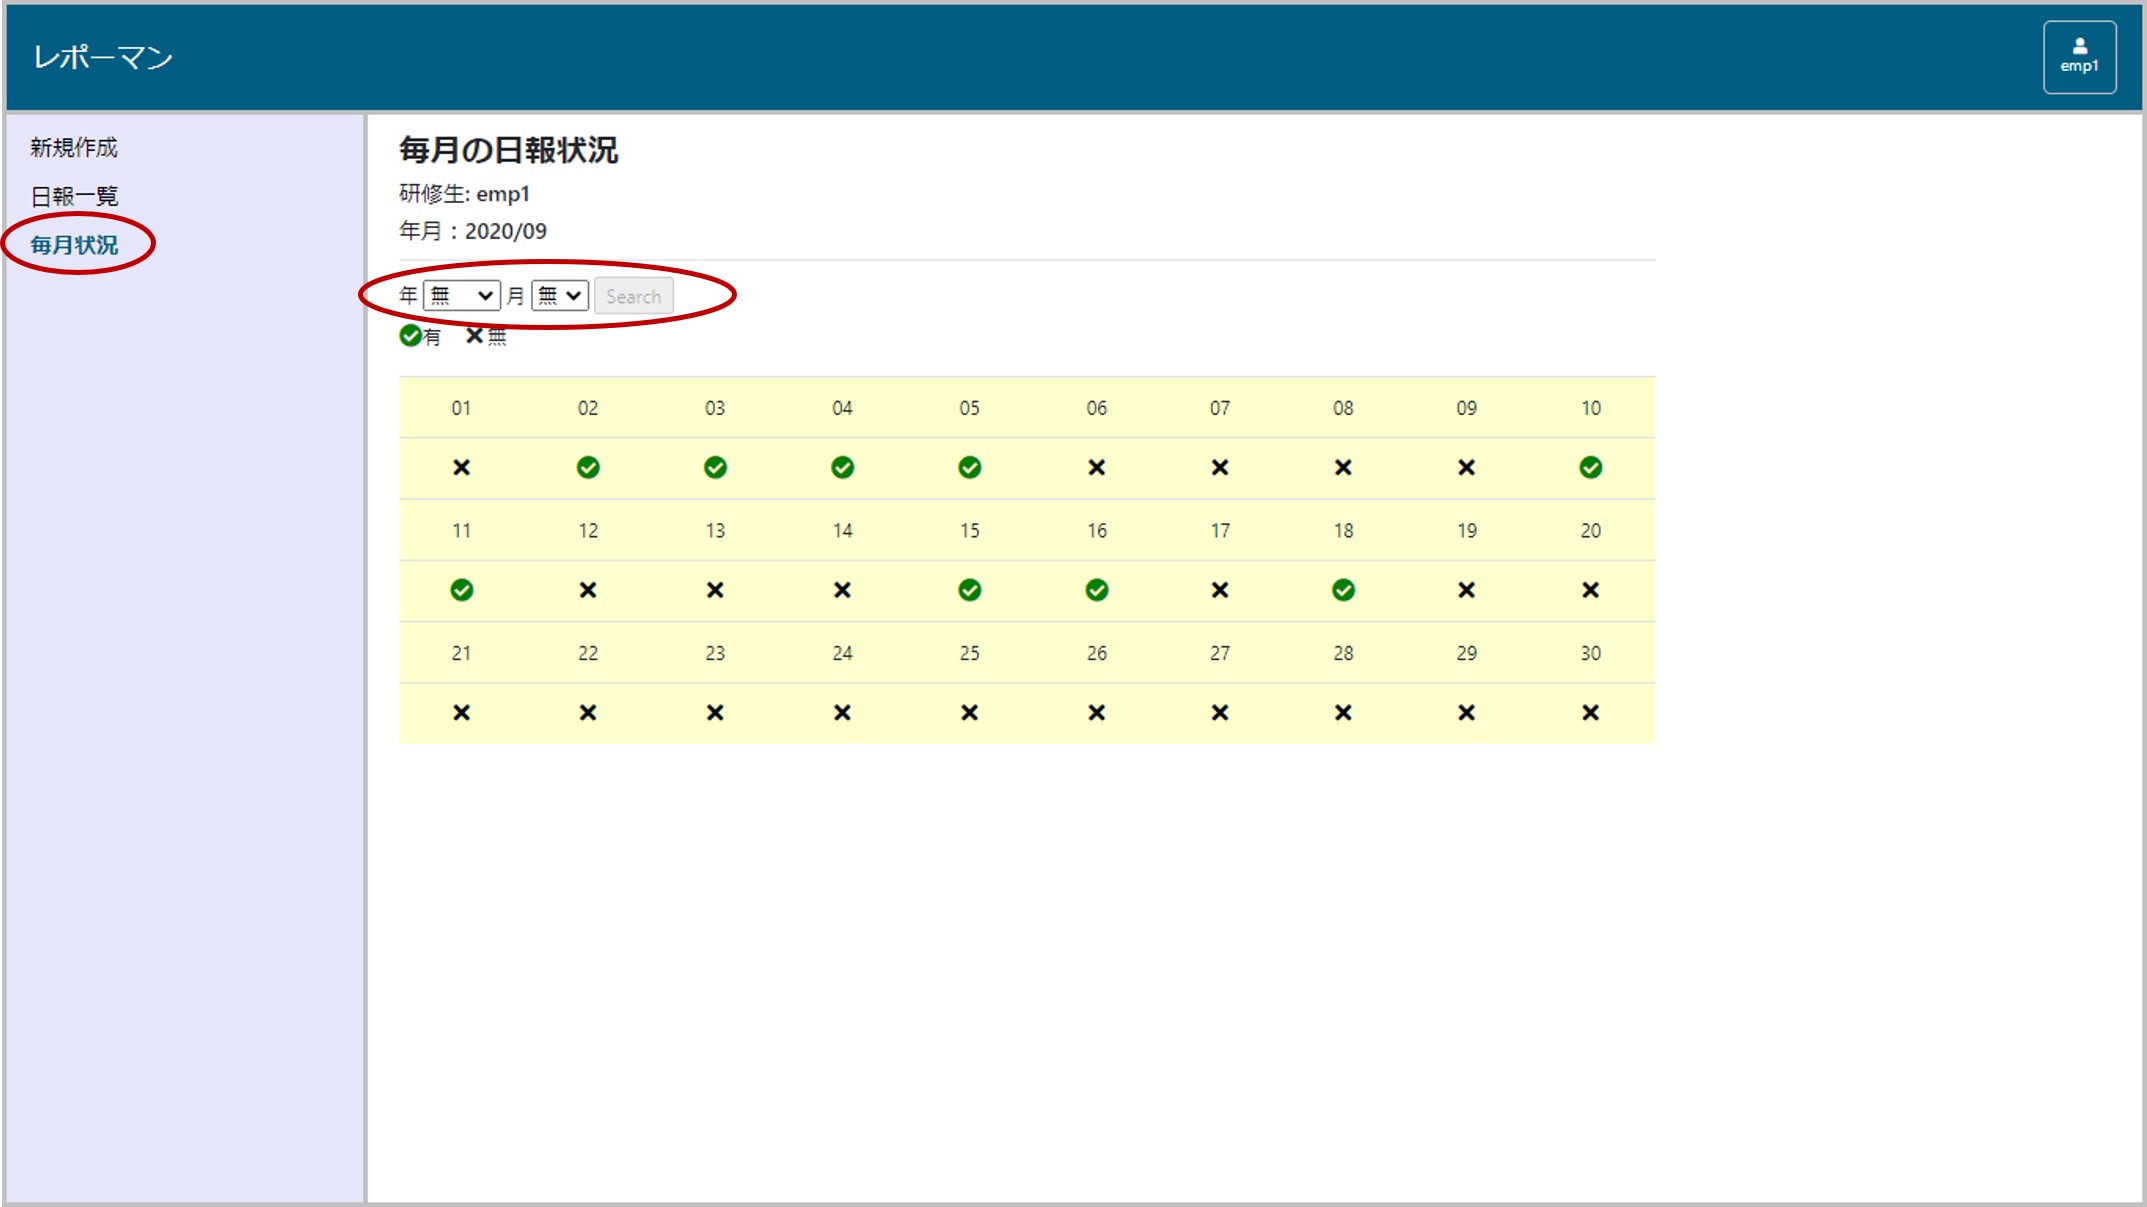 レポーマン
emp1
新規作成
日報一覧
毎月状況
毎月の日報状況
研修生: emp1
年月：2020/09
年 無 月 無 Search
有 無
01 02 03 04 05 06 07 08 09 10
11 12 13 14 15 16 17 18 19 20
21 22 23 24 25 26 27 28 29 30